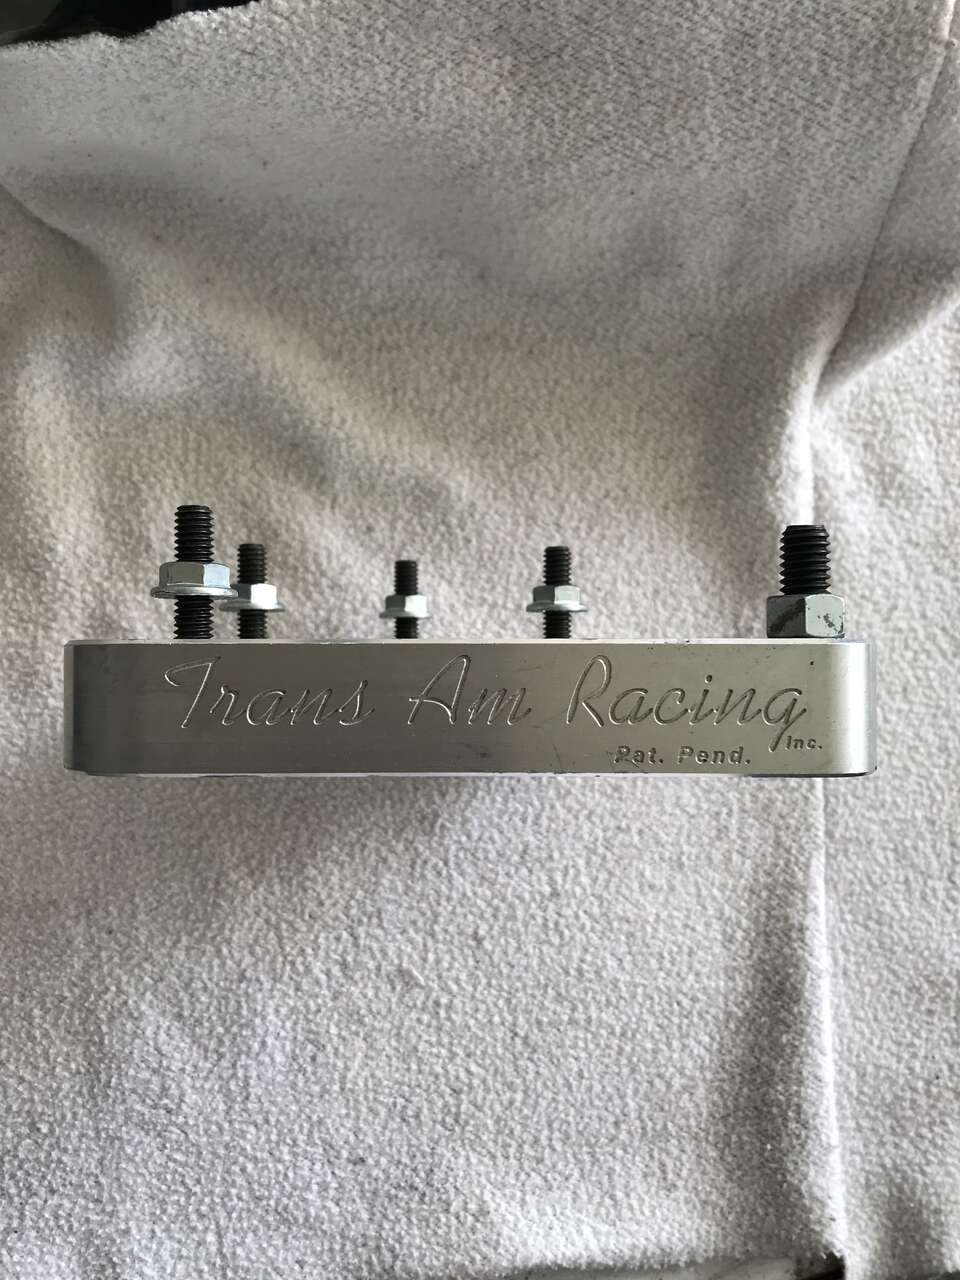 Trans Am Racing
Inc.
Pat. Pend.